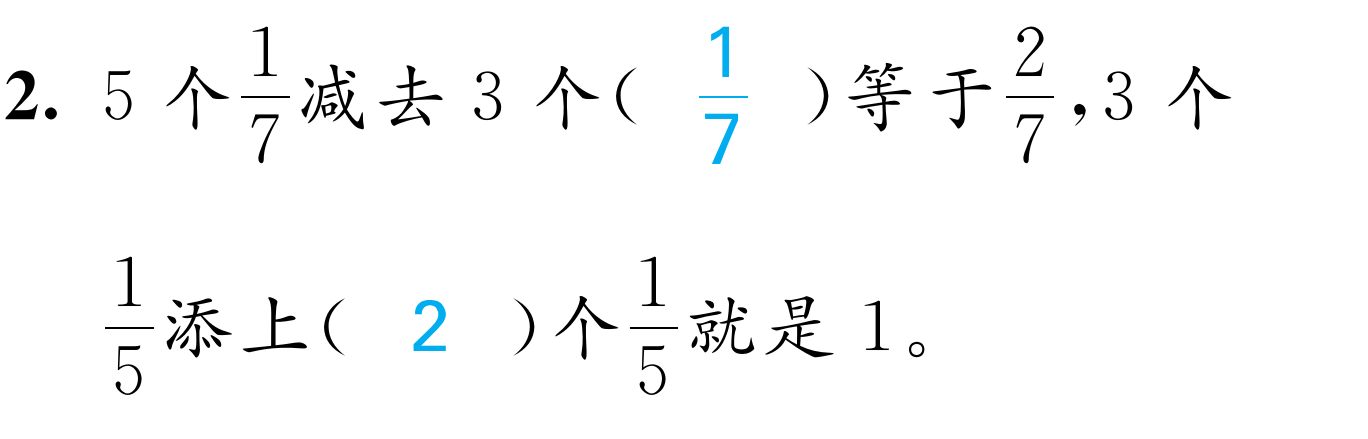 2. 5 个 1/7 减去 3 个( 1/7 )等于 2/7,3 个
1/5 添上( 2 )个 1/5 就是 1。